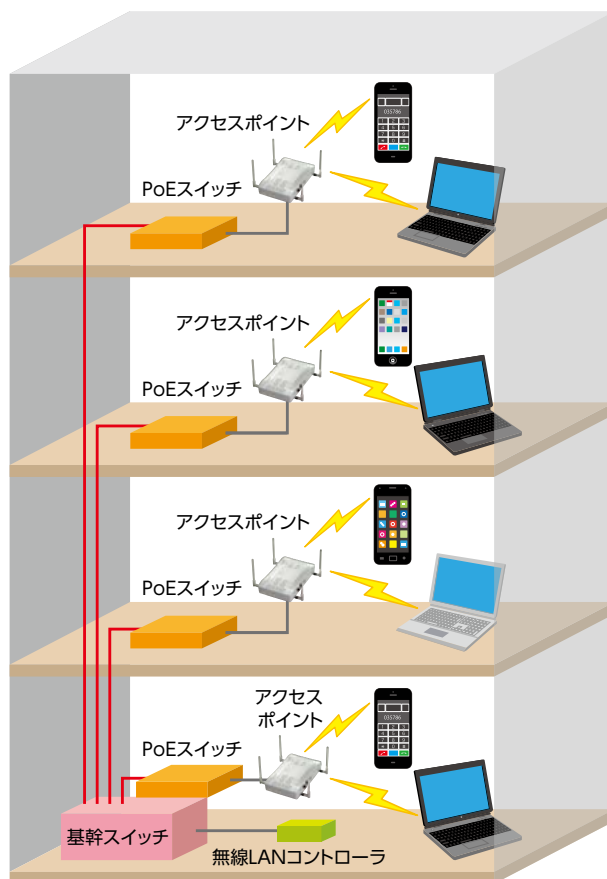 アクセスポイント
035786
PoEスイッチ
アクセスポイント
PoEスイッチ
アクセスポイント
PoEスイッチ
アクセス
ポイント
035786
PoEスイッチ
基幹スイッチ
無線LANコントローラ